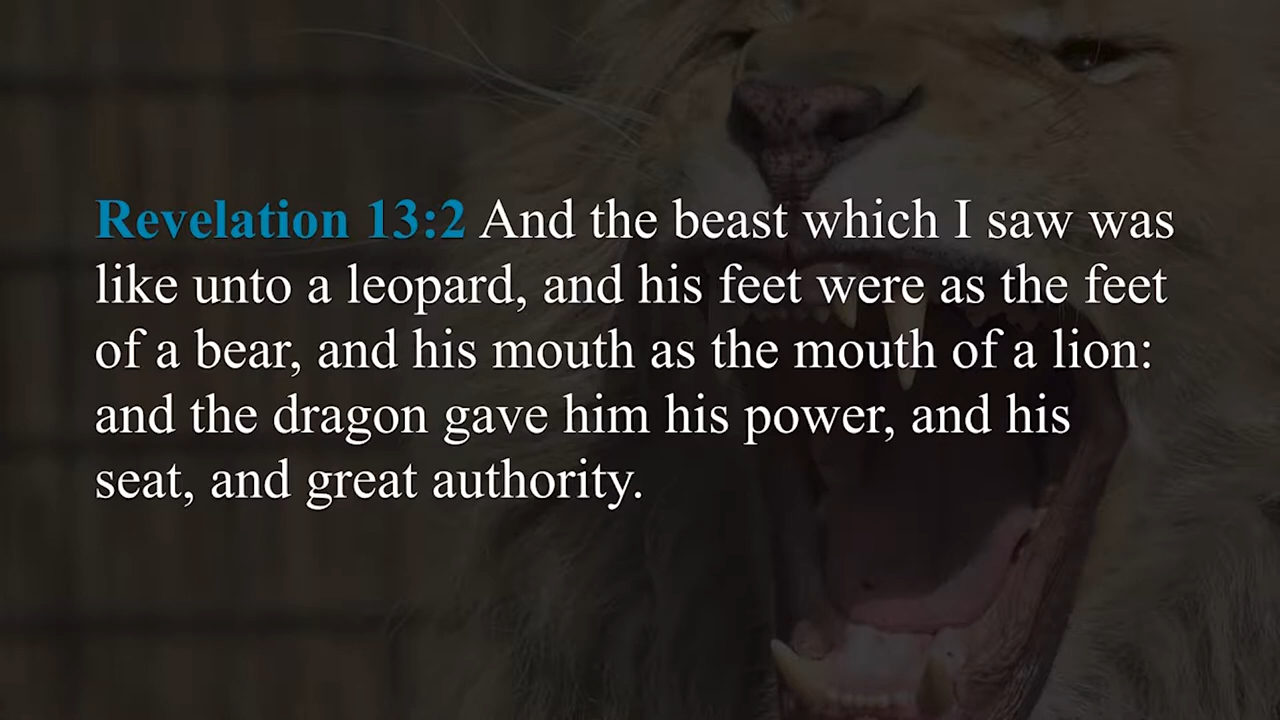 Revelation 13:2 And the beast which I saw was
like unto a leopard, and his feet were as the feet
of a bear, and his mouth as the mouth of a lion:
and the dragon gave him his power, and his
seat, and great authority.